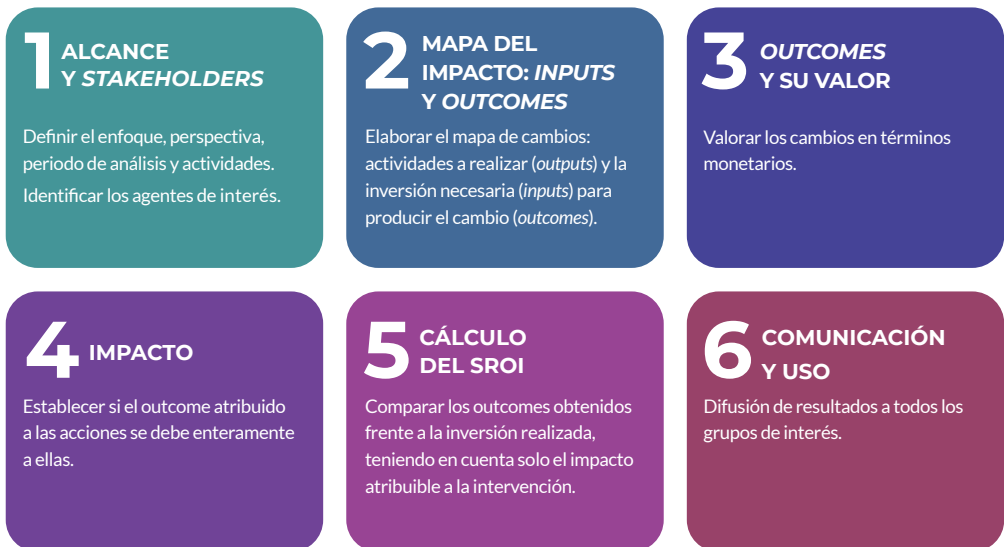 1 ALCANCE
Y STAKEHOLDERS
Definir el enfoque, perspectiva,
periodo de análisis y actividades.
Identificar los agentes de interés.
2 MAPA DEL
IMPACTO: INPUTS
Y OUTCOMES
Elaborar el mapa de cambios:
actividades a realizar (outputs) y la
inversión necesaria (inputs) para
producir el cambio (outcomes).
3 OUTCOMES
Y SU VALOR
Valorar los cambios en términos
monetarios.
4 IMPACTO
Establecer si el outcome atribuido
a las acciones se debe enteramente
a ellas.
5 CÁLCULO
DEL SROI
Comparar los outcomes obtenidos
frente a la inversión realizada,
teniendo en cuenta solo el impacto
atribuible a la intervención.
6 COMUNICACIÓN
Y USO
Difusión de resultados a todos los
grupos de interés.